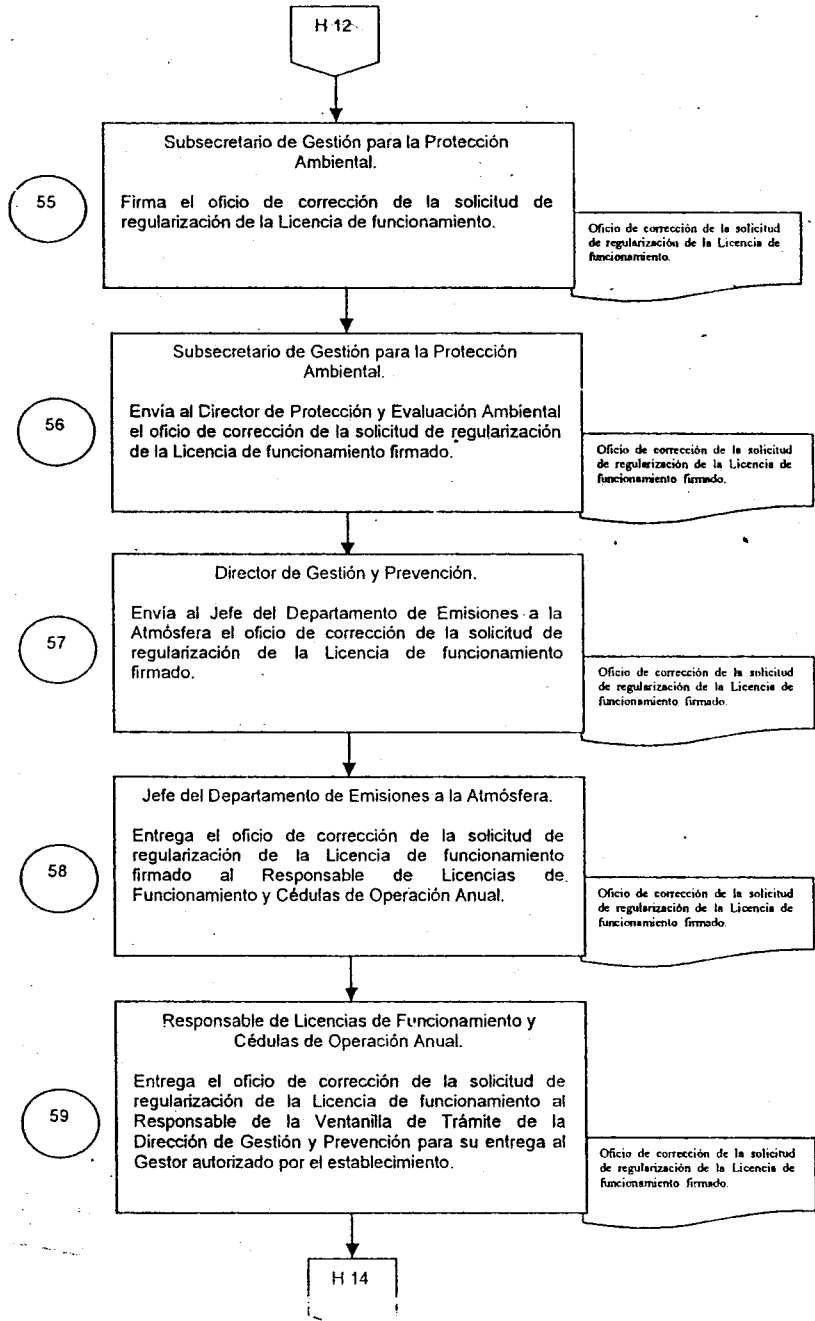 H 12
Subsecretario de Gestión para la Protección
Ambiental.
55
Firma el oficio de corrección de la solicitud de
regularización de la Licencia de funcionamiento.
Oficio de corrección de la solicitud
de regularización de la Licencia de
funcionamiento.
Subsecretario de Gestión para la Protección
Ambiental.
56
Envía al Director de Protección y Evaluación Ambiental
el oficio de corrección de la solicitud de regularización
de la Licencia de funcionamiento firmado.
Oficio de corrección de la solicitud
de regularización de la Licencia de
funcionamiento firmado.
Director de Gestión y Prevención.
57
Envía al Jefe del Departamento de Emisiones a la
Atmósfera el oficio de corrección de la solicitud de
regularización de la Licencia de funcionamiento
firmado.
Oficio de corrección de la solicitud
de regularización de la Licencia de
funcionamiento firmado.
Jefe del Departamento de Emisiones a la Atmósfera.
58
Entrega el oficio de corrección de la solicitud de
regularización de la Licencia de funcionamiento
firmado al Responsable de Licencias de
Funcionamiento y Cédulas de Operación Anual.
Oficio de corrección de la solicitud
de regularización de la Licencia de
funcionamiento firmado.
Responsable de Licencias de Funcionamiento y
Cédulas de Operación Anual.
59
Entrega el oficio de corrección de la solicitud de
regularización de la Licencia de funcionamiento al
Responsable de la Ventanilla de Trámite de la
Dirección de Gestión y Prevención para su entrega al
Gestor autorizado por el establecimiento.
Oficio de corrección de la solicitud
de regularización de la Licencia de
funcionamiento firmado.
H 14